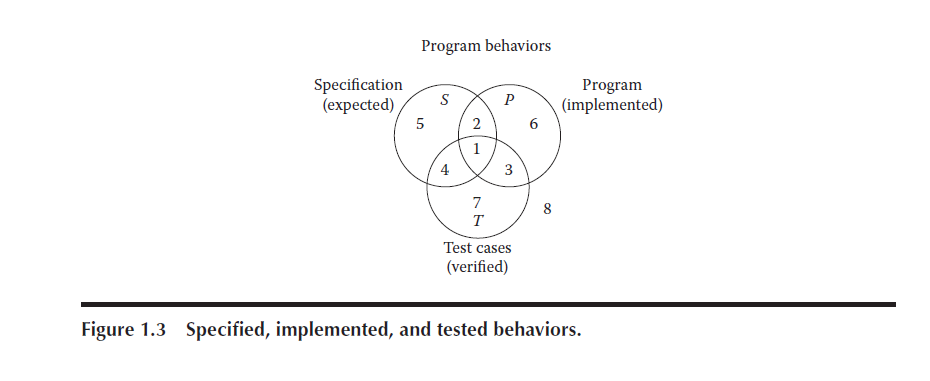 Program behaviors
Specification
(expected)
Program
(implemented)
S
P
5
2
6
1
4
3
7
T
8
Test cases
(verified)
Figure 1.3 Specified, implemented, and tested behaviors.